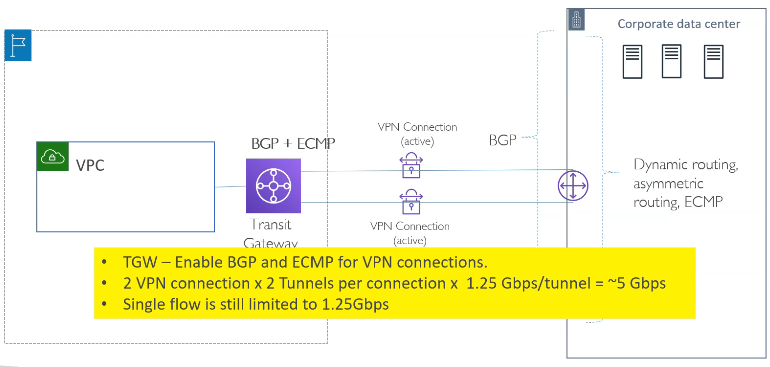 Corporate data center
VPN Connection
(active)
BGP + ECMP
BGP
VPC
Dynamic routing,
asymmetric
routing, ECMP
Transit
Gateway
VPN Connection
(active)
• TGW – Enable BGP and ECMP for VPN connections.
• 2 VPN connection x 2 Tunnels per connection x 1.25 Gbps/tunnel = ~5 Gbps
• Single flow is still limited to 1.25Gbps